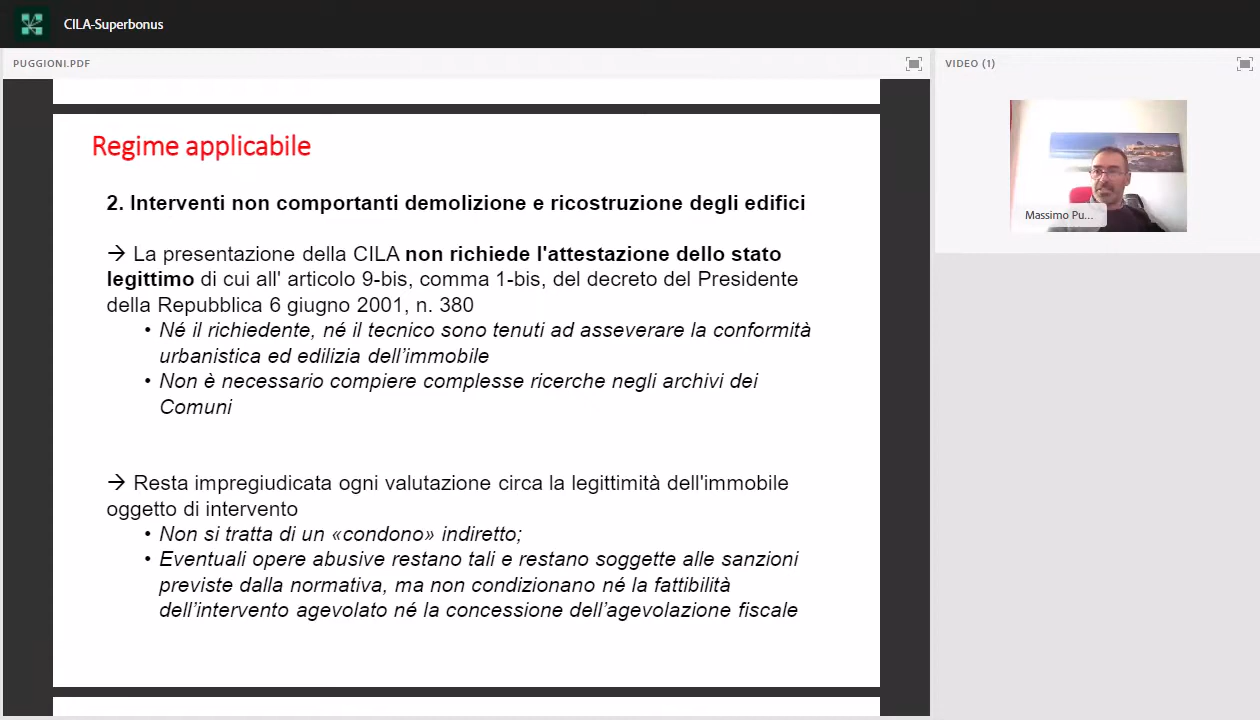 CILA-Superbonus
PUGGIONI.PDF
VIDEO (1)
Massimo Pu...
Regime applicabile
2. Interventi non comportanti demolizione e ricostruzione degli edifici
→ La presentazione della CILA non richiede l'attestazione dello stato
legittimo di cui all' articolo 9-bis, comma 1-bis, del decreto del Presidente
della Repubblica 6 giugno 2001, n. 380
• Né il richiedente, né il tecnico sono tenuti ad asseverare la conformità
urbanistica ed edilizia dell’immobile
• Non è necessario compiere complesse ricerche negli archivi dei
Comuni
→ Resta impregiudicata ogni valutazione circa la legittimità dell'immobile
oggetto di intervento
• Non si tratta di un «condono» indiretto;
• Eventuali opere abusive restano tali e restano soggette alle sanzioni
previste dalla normativa, ma non condizionano né la fattibilità
dell’intervento agevolato né la concessione dell’agevolazione fiscale